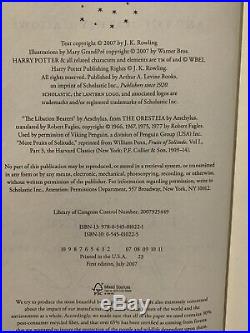 Text copyright © 2007 by J. K. Rowling
Illustrations by Mary GrandPré copyright © 2007 by Warner Bros.
HARRY POTTER & all related characters and elements are TM of and © WBEI.
Harry Potter Publishing Rights © J. K. Rowling.
All rights reserved. Published by Arthur A. Levine Books,
an imprint of Scholastic Inc., Publishers since 1920
SCHOLASTIC, THE LANTERN LOGO, and associated logos are
trademarks and/or registered trademarks of Scholastic Inc.
"The Libation Bearers" by Aeschylus, from THE ORESTEIA by Aeschylus,
translated by Robert Fagles, copyright © 1966, 1967, 1975, 1977 by Robert Fagles.
Used by permission of Viking Penguin, a division of Penguin Group (USA) Inc.
"More Fruits of Solitude," reprinted from William Penn, Fruits of Solitude, Vol. I.,
Part 3, the Harvard Classics (New York: P.F. Collier & Son, 1909–14).
No part of this publication may be reproduced, or stored in a retrieval system, or transmitted in
any form or by any means, electronic, mechanical, photocopying, recording, or otherwise,
without written permission of the publisher. For information regarding permission, write to
Scholastic Inc., Attention: Permissions Department, 557 Broadway, New York, NY 10012.
Library of Congress Control Number: 2007925449
ISBN-13: 978-0-545-01022-1
ISBN-10: 0-545-01022-5
10 9 8 7 6 5 4 3 2 07 08 09 10 11
Printed in the U.S.A. 23
First edition, July 2007
FSC
Mixed Sources